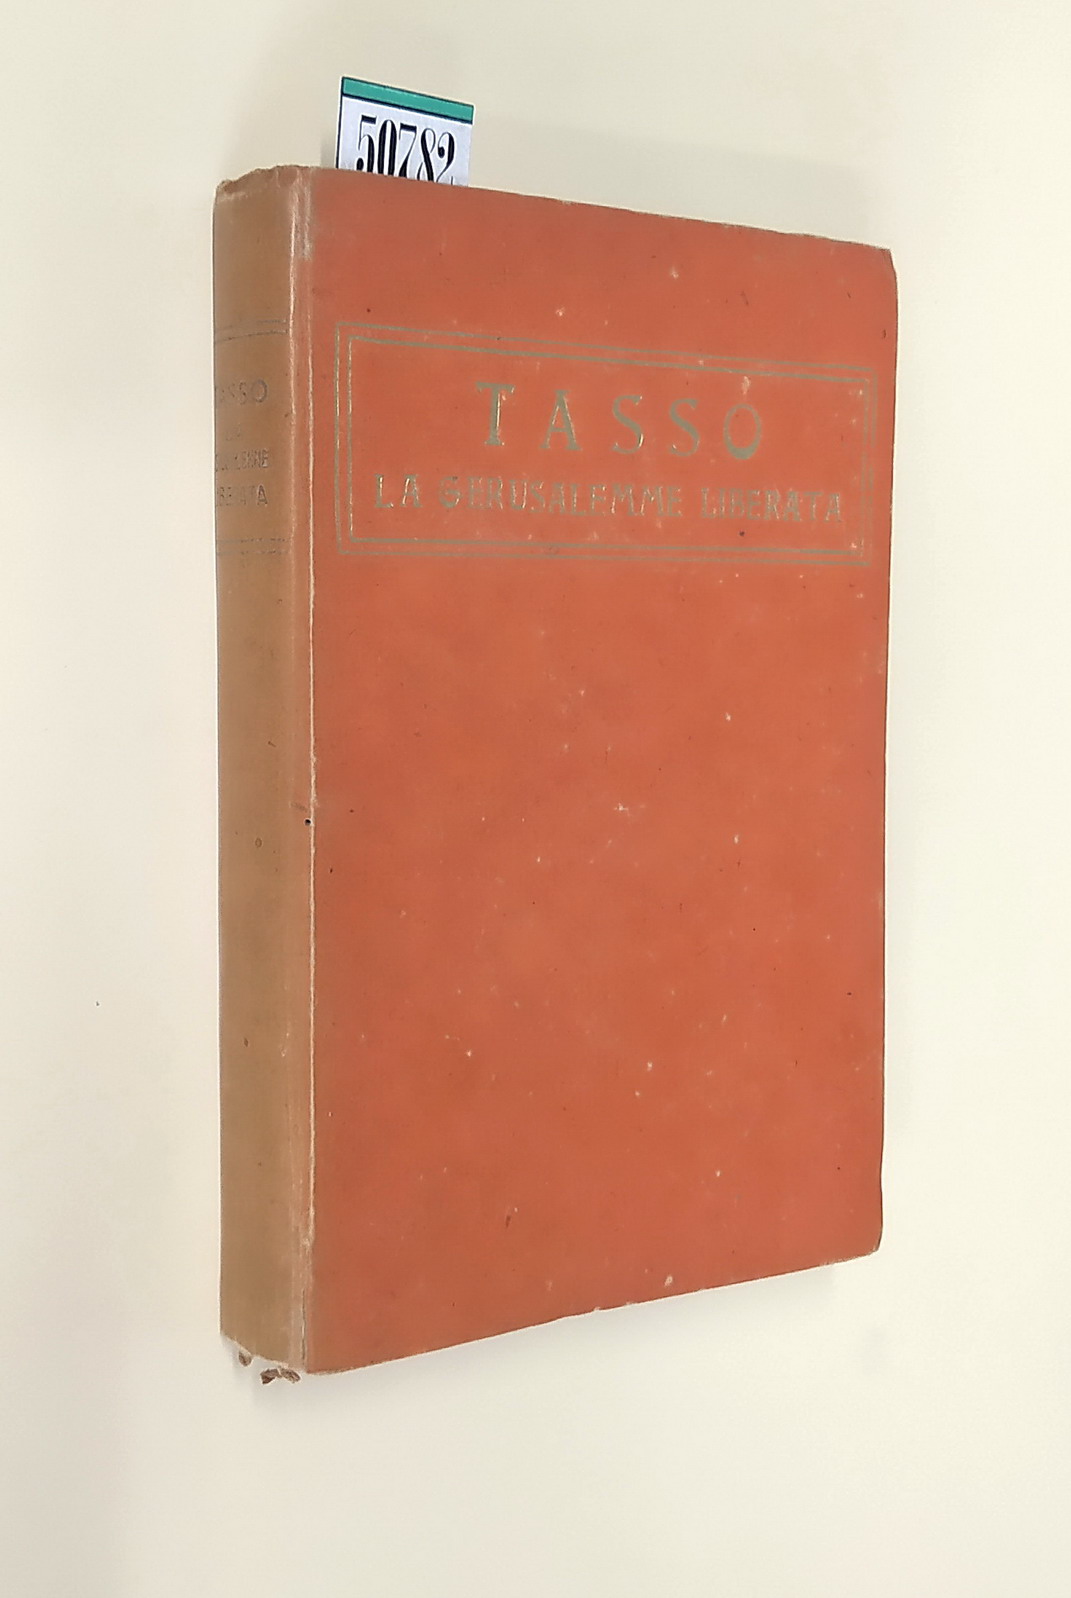 50782
TASSO
LA GERUSALEMME LIBERATA
TASSO
LIBERATA